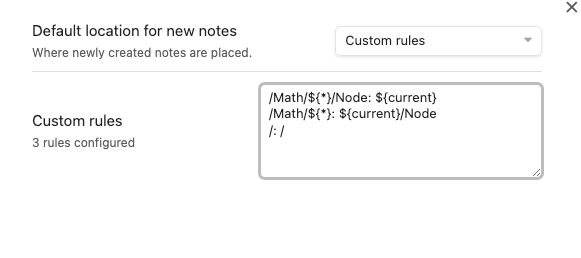 Default location for new notes
Where newly created notes are placed.
Custom rules
Custom rules
3 rules configured
/Math/${*}/Node: ${current}
/Math/${*}: ${current}/Node
/: /